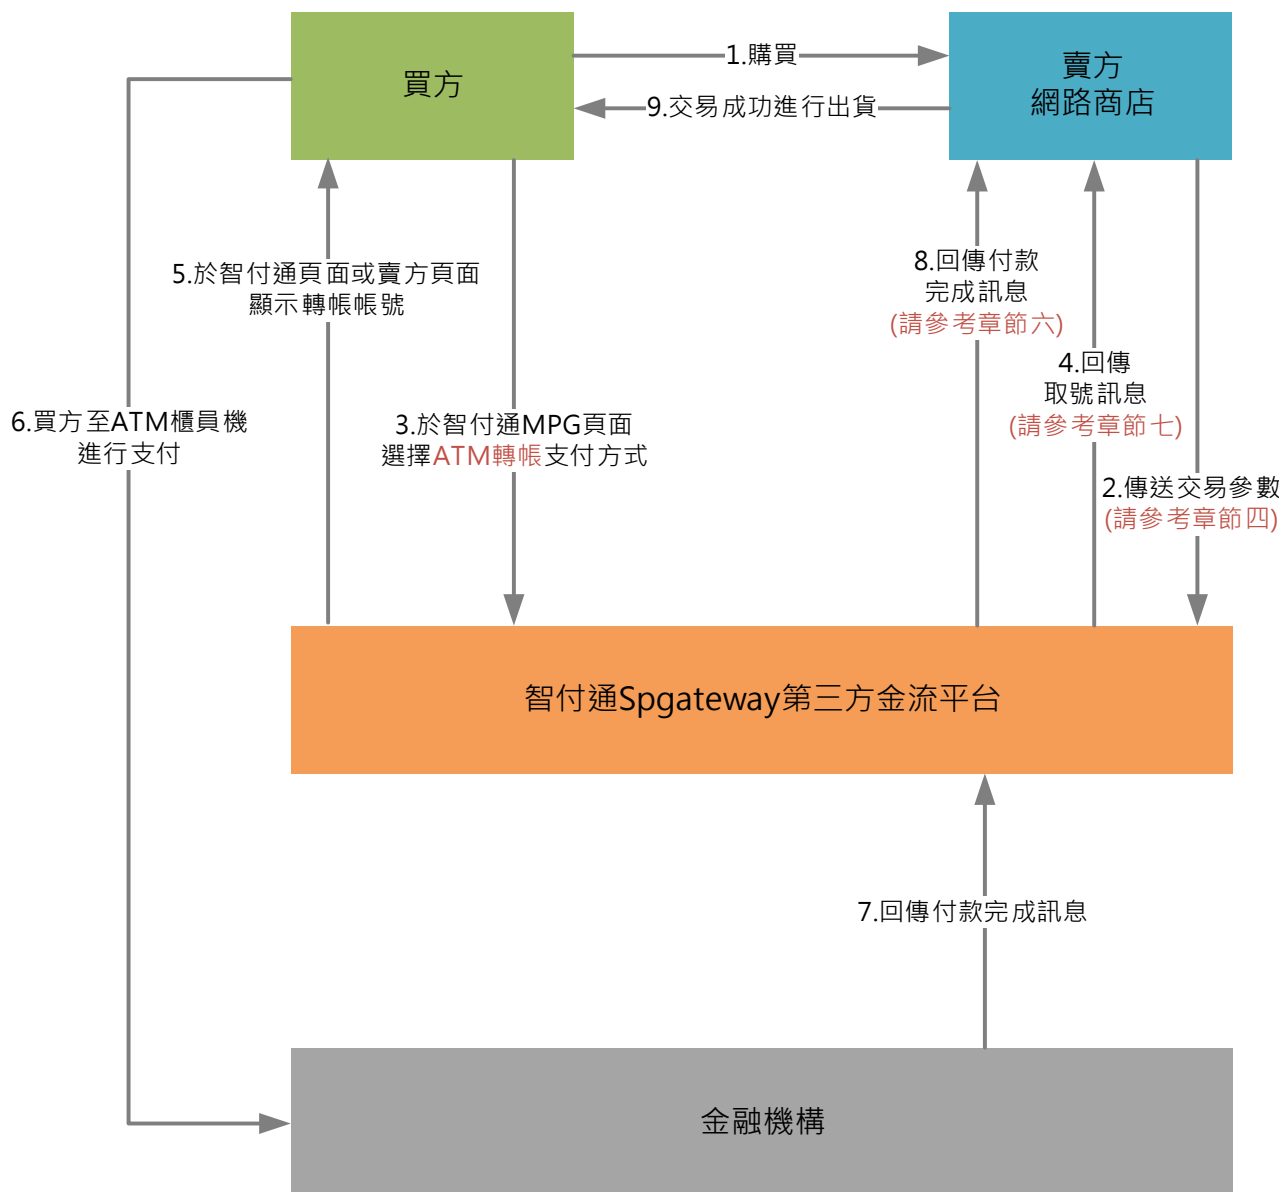 買方
1.購買
賣方
網路商店
9.交易成功進行出貨
5.於智付通頁面或賣方頁面
顯示轉帳帳號
8.回傳付款
完成訊息
(請參考章節六)
4.回傳
取號訊息
(請參考章節七)
6.買方至ATM櫃員機
進行支付
3.於智付通MPG頁面
選擇ATM轉帳支付方式
2.傳送交易參數
(請參考章節四)
智付通Spgateway第三方金流平台
7.回傳付款完成訊息
金融機構